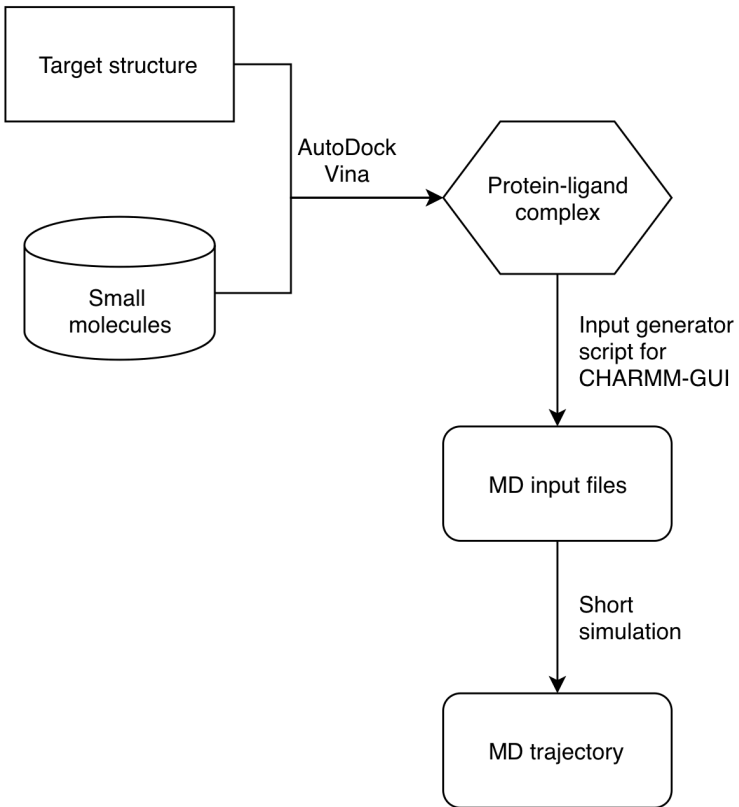 Target structure
AutoDock
Vina
Protein-ligand
complex
Small
molecules
Input generator
script for
CHARMM-GUI
MD input files
Short
simulation
MD trajectory